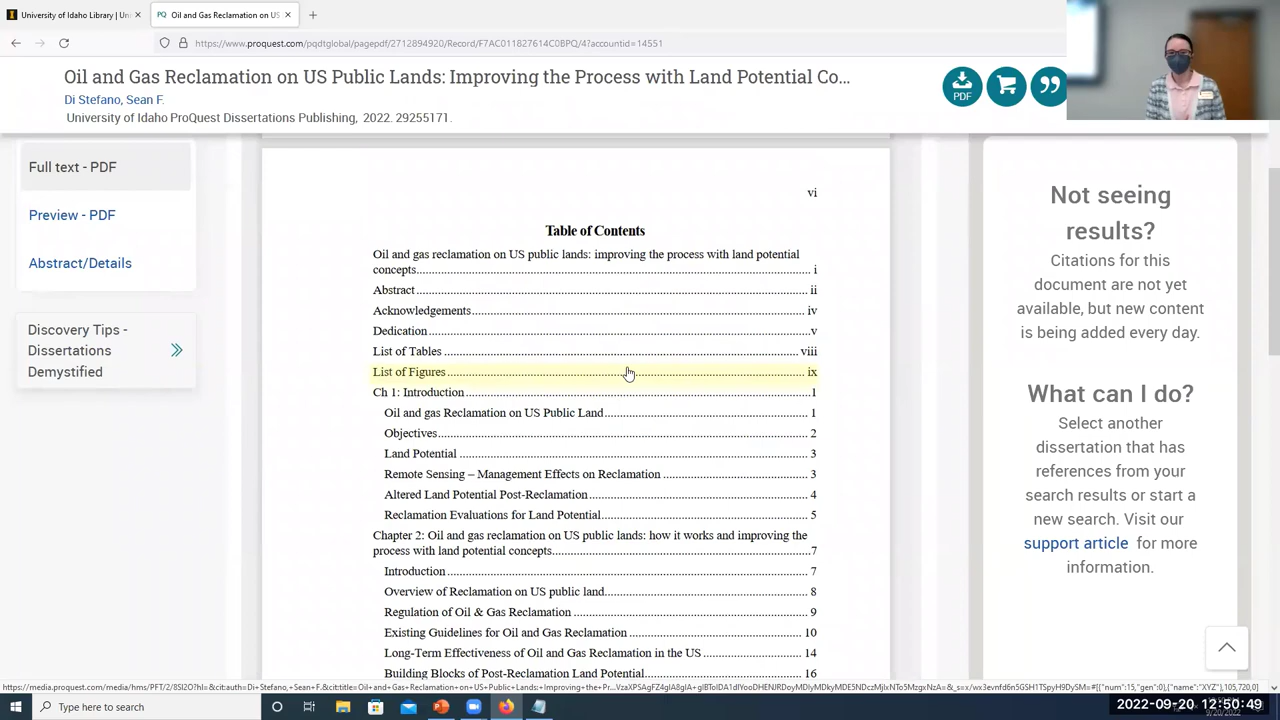 University of Idaho Library | Un
Oil and Gas Reclamation on US
https://www.proquest.com/pqdtglobal/pagepdf/2712894920/Record/F7AC011827614C0BPQ/4?accountid=14551
Oil and Gas Reclamation on US Public Lands: Improving the Process with Land Potential Co...
Di Stefano, Sean F.
University of Idaho ProQuest Dissertations Publishing, 2022. 29255171.
PDF
Full text - PDF
Preview - PDF
Abstract/Details
Discovery Tips -
Dissertations
Demystified
vi
Table of Contents
Oil and gas reclamation on US public lands: improving the process with land potential
concepts i
Abstract ii
Acknowledgements iv
Dedication v
List of Tables viii
List of Figures ix
Ch 1: Introduction 1
Oil and gas Reclamation on US Public Land 1
Objectives 2
Land Potential 3
Remote Sensing – Management Effects on Reclamation 3
Altered Land Potential Post-Reclamation 4
Reclamation Evaluations for Land Potential 5
Chapter 2: Oil and gas reclamation on US public lands: how it works and improving the
process with land potential concepts 7
Introduction 7
Overview of Reclamation on US public land 8
Regulation of Oil & Gas Reclamation 9
Existing Guidelines for Oil and Gas Reclamation 10
Long-Term Effectiveness of Oil and Gas Reclamation in the US 14
Building Blocks of Post-Reclamation Land Potential 16
Not seeing
results?
Citations for this
document are not yet
available, but new content
is being added every day.
What can I do?
Select another
dissertation that has
references from your
search results or start a
new search. Visit our
support article for more
information.
Type here to search
2022-09-20 12:50:49